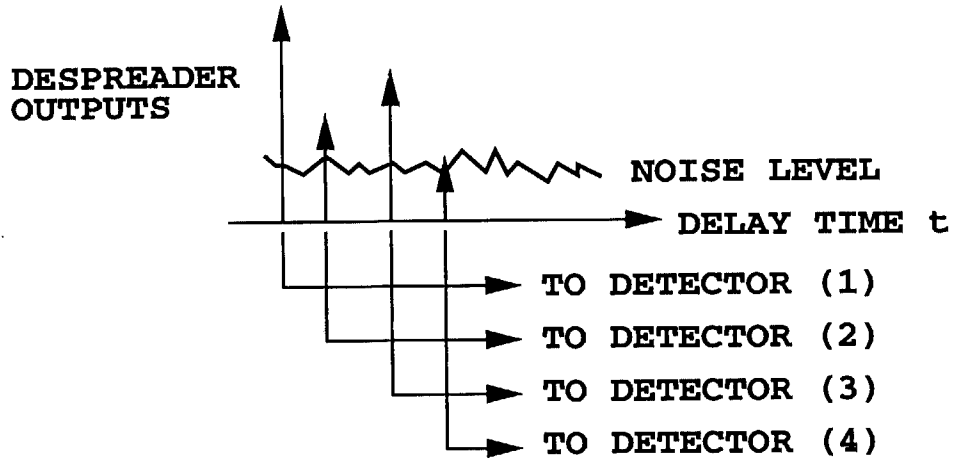 DESPREADER
OUTPUTS
NOISE LEVEL
DELAY TIME t
TO DETECTOR (1)
TO DETECTOR (2)
TO DETECTOR (3)
TO DETECTOR (4)